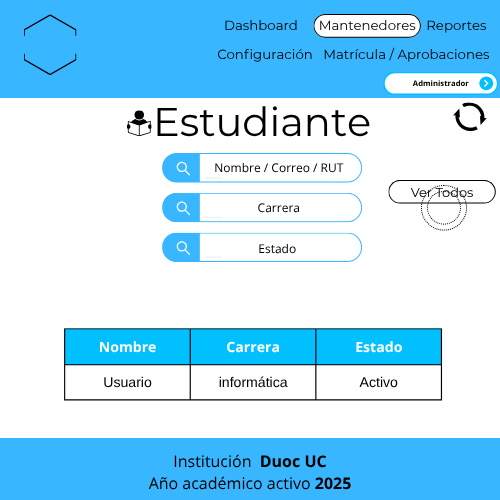 Dashboard Mantenedores Reportes
Configuración Matrícula / Aprobaciones
Administrador
Estudiante
Nombre / Correo / RUT
Carrera
Estado
Ver Todos
Nombre Carrera Estado
Usuario informática Activo
Institución Duoc UC
Año académico activo 2025